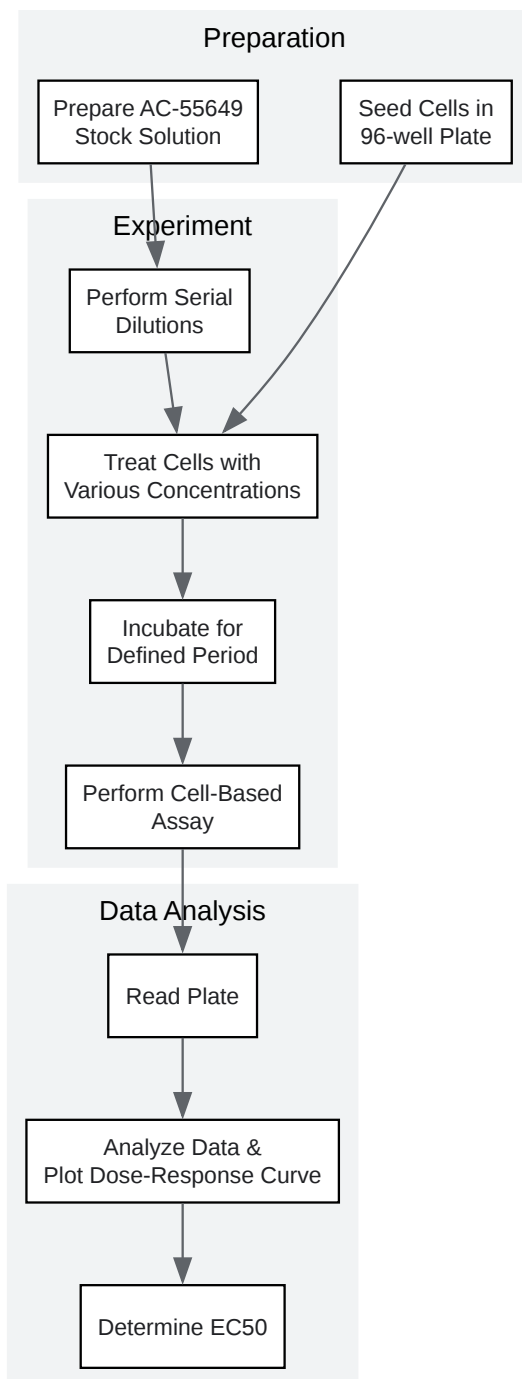 Preparation
Prepare AC-55649
Stock Solution
Seed Cells in
96-well Plate
Experiment
Perform Serial
Dilutions
Treat Cells with
Various Concentrations
Incubate for
Defined Period
Perform Cell-Based
Assay
Data Analysis
Read Plate
Analyze Data &
Plot Dose-Response Curve
Determine EC50